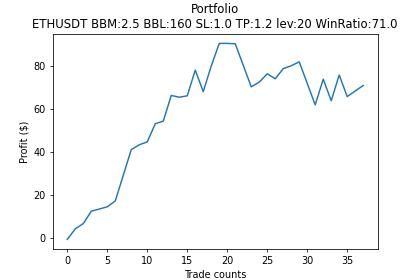 Portfolio
ETHUSDT BBM:2.5 BBL:160 SL:1.0 TP:1.2 lev:20 WinRatio:71.0
80
60
40
20
0
Profit ($)
0 5 10 15 20 25 30 35
Trade counts